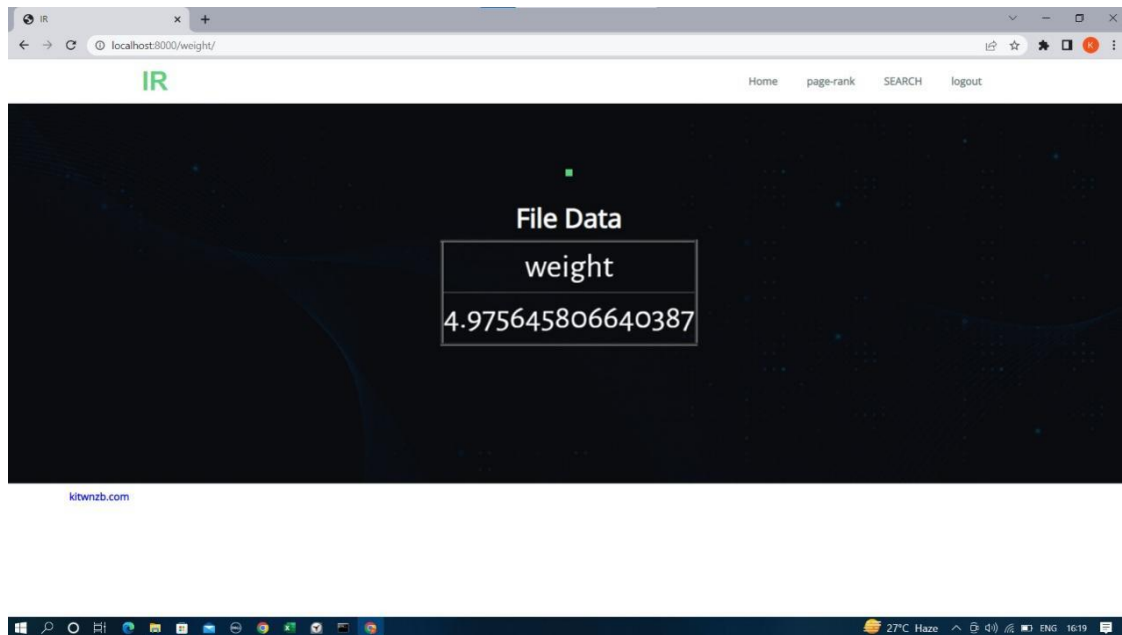 IR
localhost:8000/weight/
IR Home page-rank SEARCH logout
File Data
weight
4.975645806640387
kitwnzb.com
27°C Haze ENG 16:19